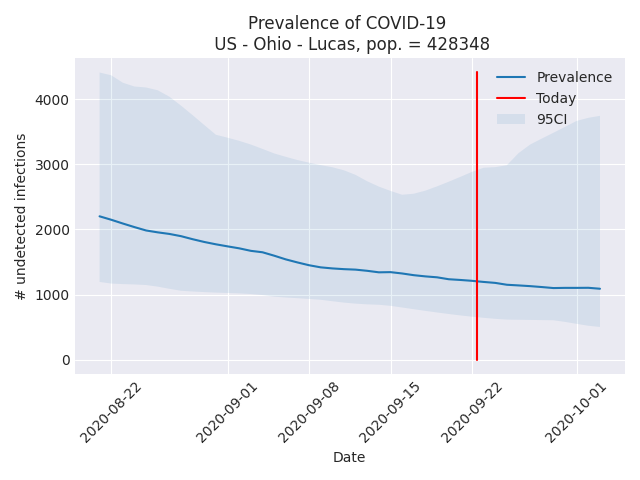 Prevalence of COVID-19
US - Ohio - Lucas, pop. = 428348
Prevalence
Today
95CI
4000
3000
2000
1000
0
# undetected infections
2020-08-22
2020-09-01
2020-09-08
2020-09-15
2020-09-22
2020-10-01
Date